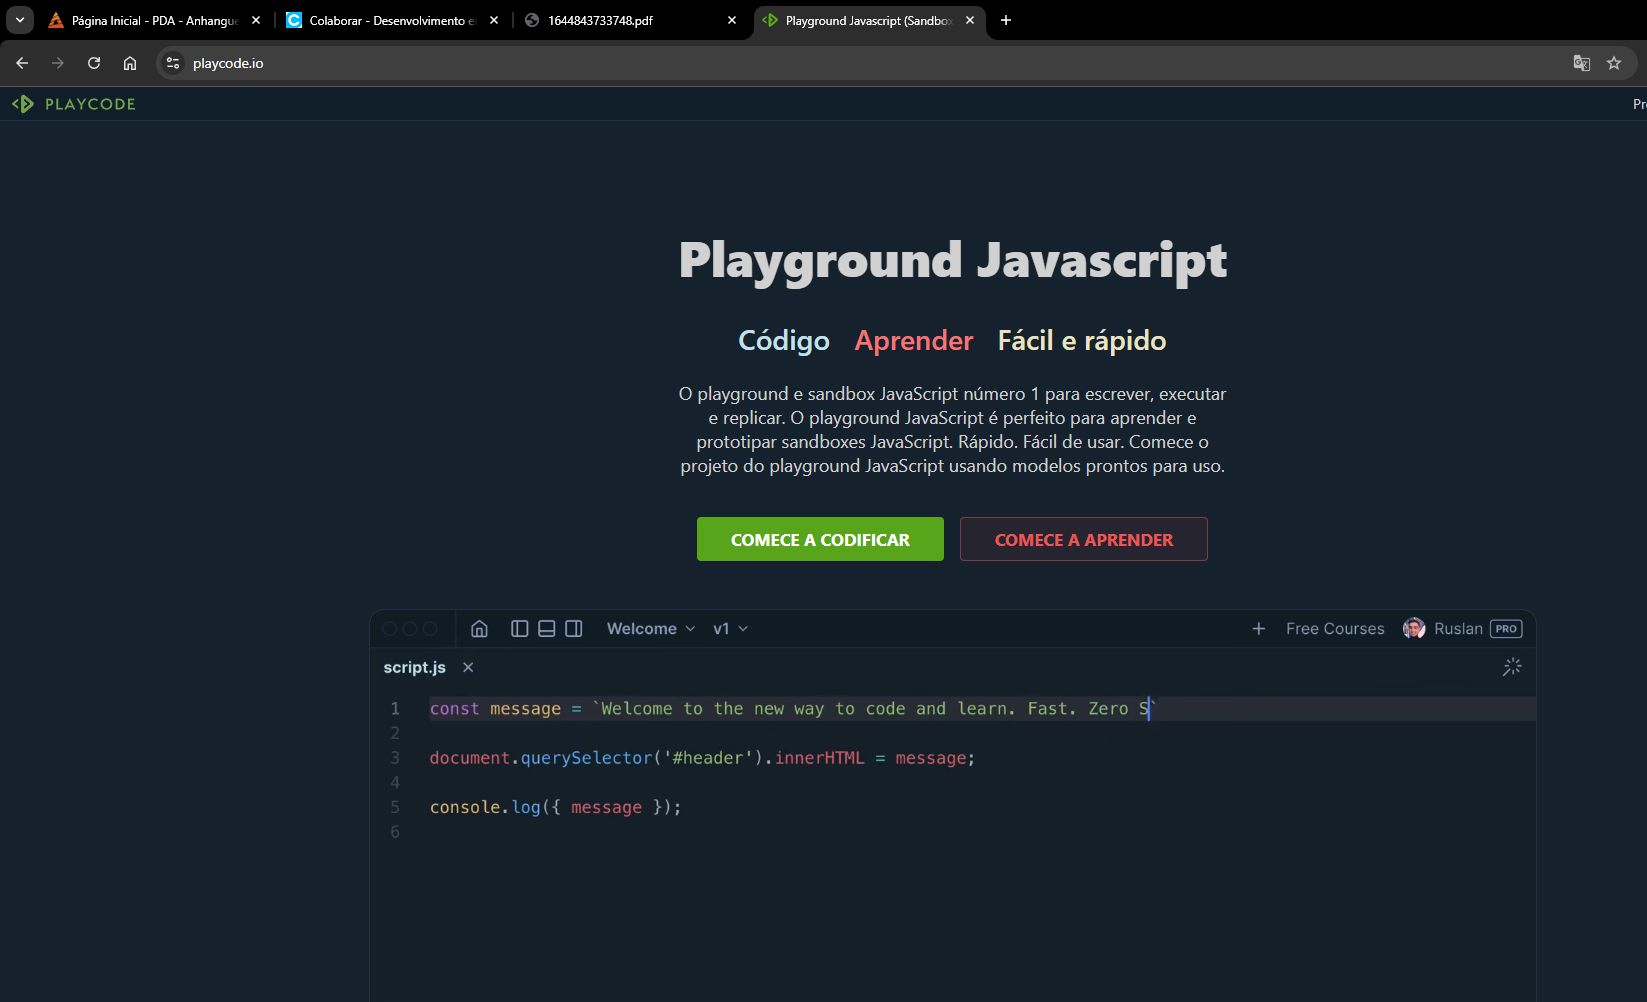 Página Inicial - PDA - Anhangue
Colaborar - Desenvolvimento e
1644843733748.pdf
Playground Javascript (Sandbox
playcode.io
PLAYCODE
Pr
Playground Javascript
Código Aprender Fácil e rápido
O playground e sandbox JavaScript número 1 para escrever, executar
e replicar. O playground JavaScript é perfeito para aprender e
prototipar sandboxes JavaScript. Rápido. Fácil de usar. Comece o
projeto do playground JavaScript usando modelos prontos para uso.
COMECE A CODIFICAR
COMECE A APRENDER
Welcome v1
Free Courses Ruslan PRO
script.js
1 const message = `Welcome to the new way to code and learn. Fast. Zero S`
2
3 document.querySelector('#header').innerHTML = message;
4
5 console.log({ message });
6